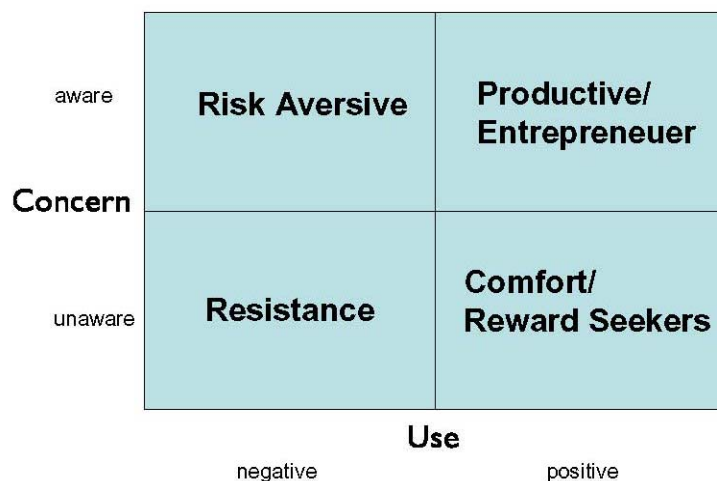 aware
Risk Aversive
Productive/
Entrepreneuer
Concern
unaware
Resistance
Comfort/
Reward Seekers
Use
negative
positive